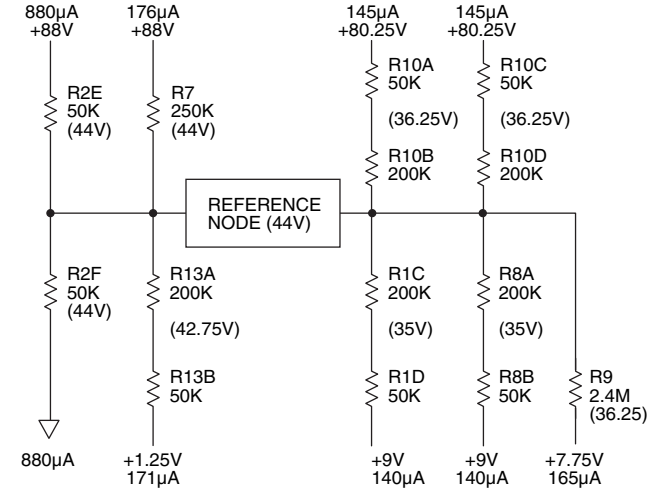 880µA
+88V
176µA
+88V
145µA
+80.25V
145µA
+80.25V
R2E
50K
(44V)
R7
250K
(44V)
R10A
50K
(36.25V)
R10B
200K
R10C
50K
(36.25V)
R10D
200K
REFERENCE
NODE (44V)
R2F
50K
(44V)
R13A
200K
(42.75V)
R13B
50K
R1C
200K
(35V)
R1D
50K
R8A
200K
(35V)
R8B
50K
R9
2.4M
(36.25)
880µA
+1.25V
171µA
+9V
140µA
+9V
140µA
+7.75V
165µA